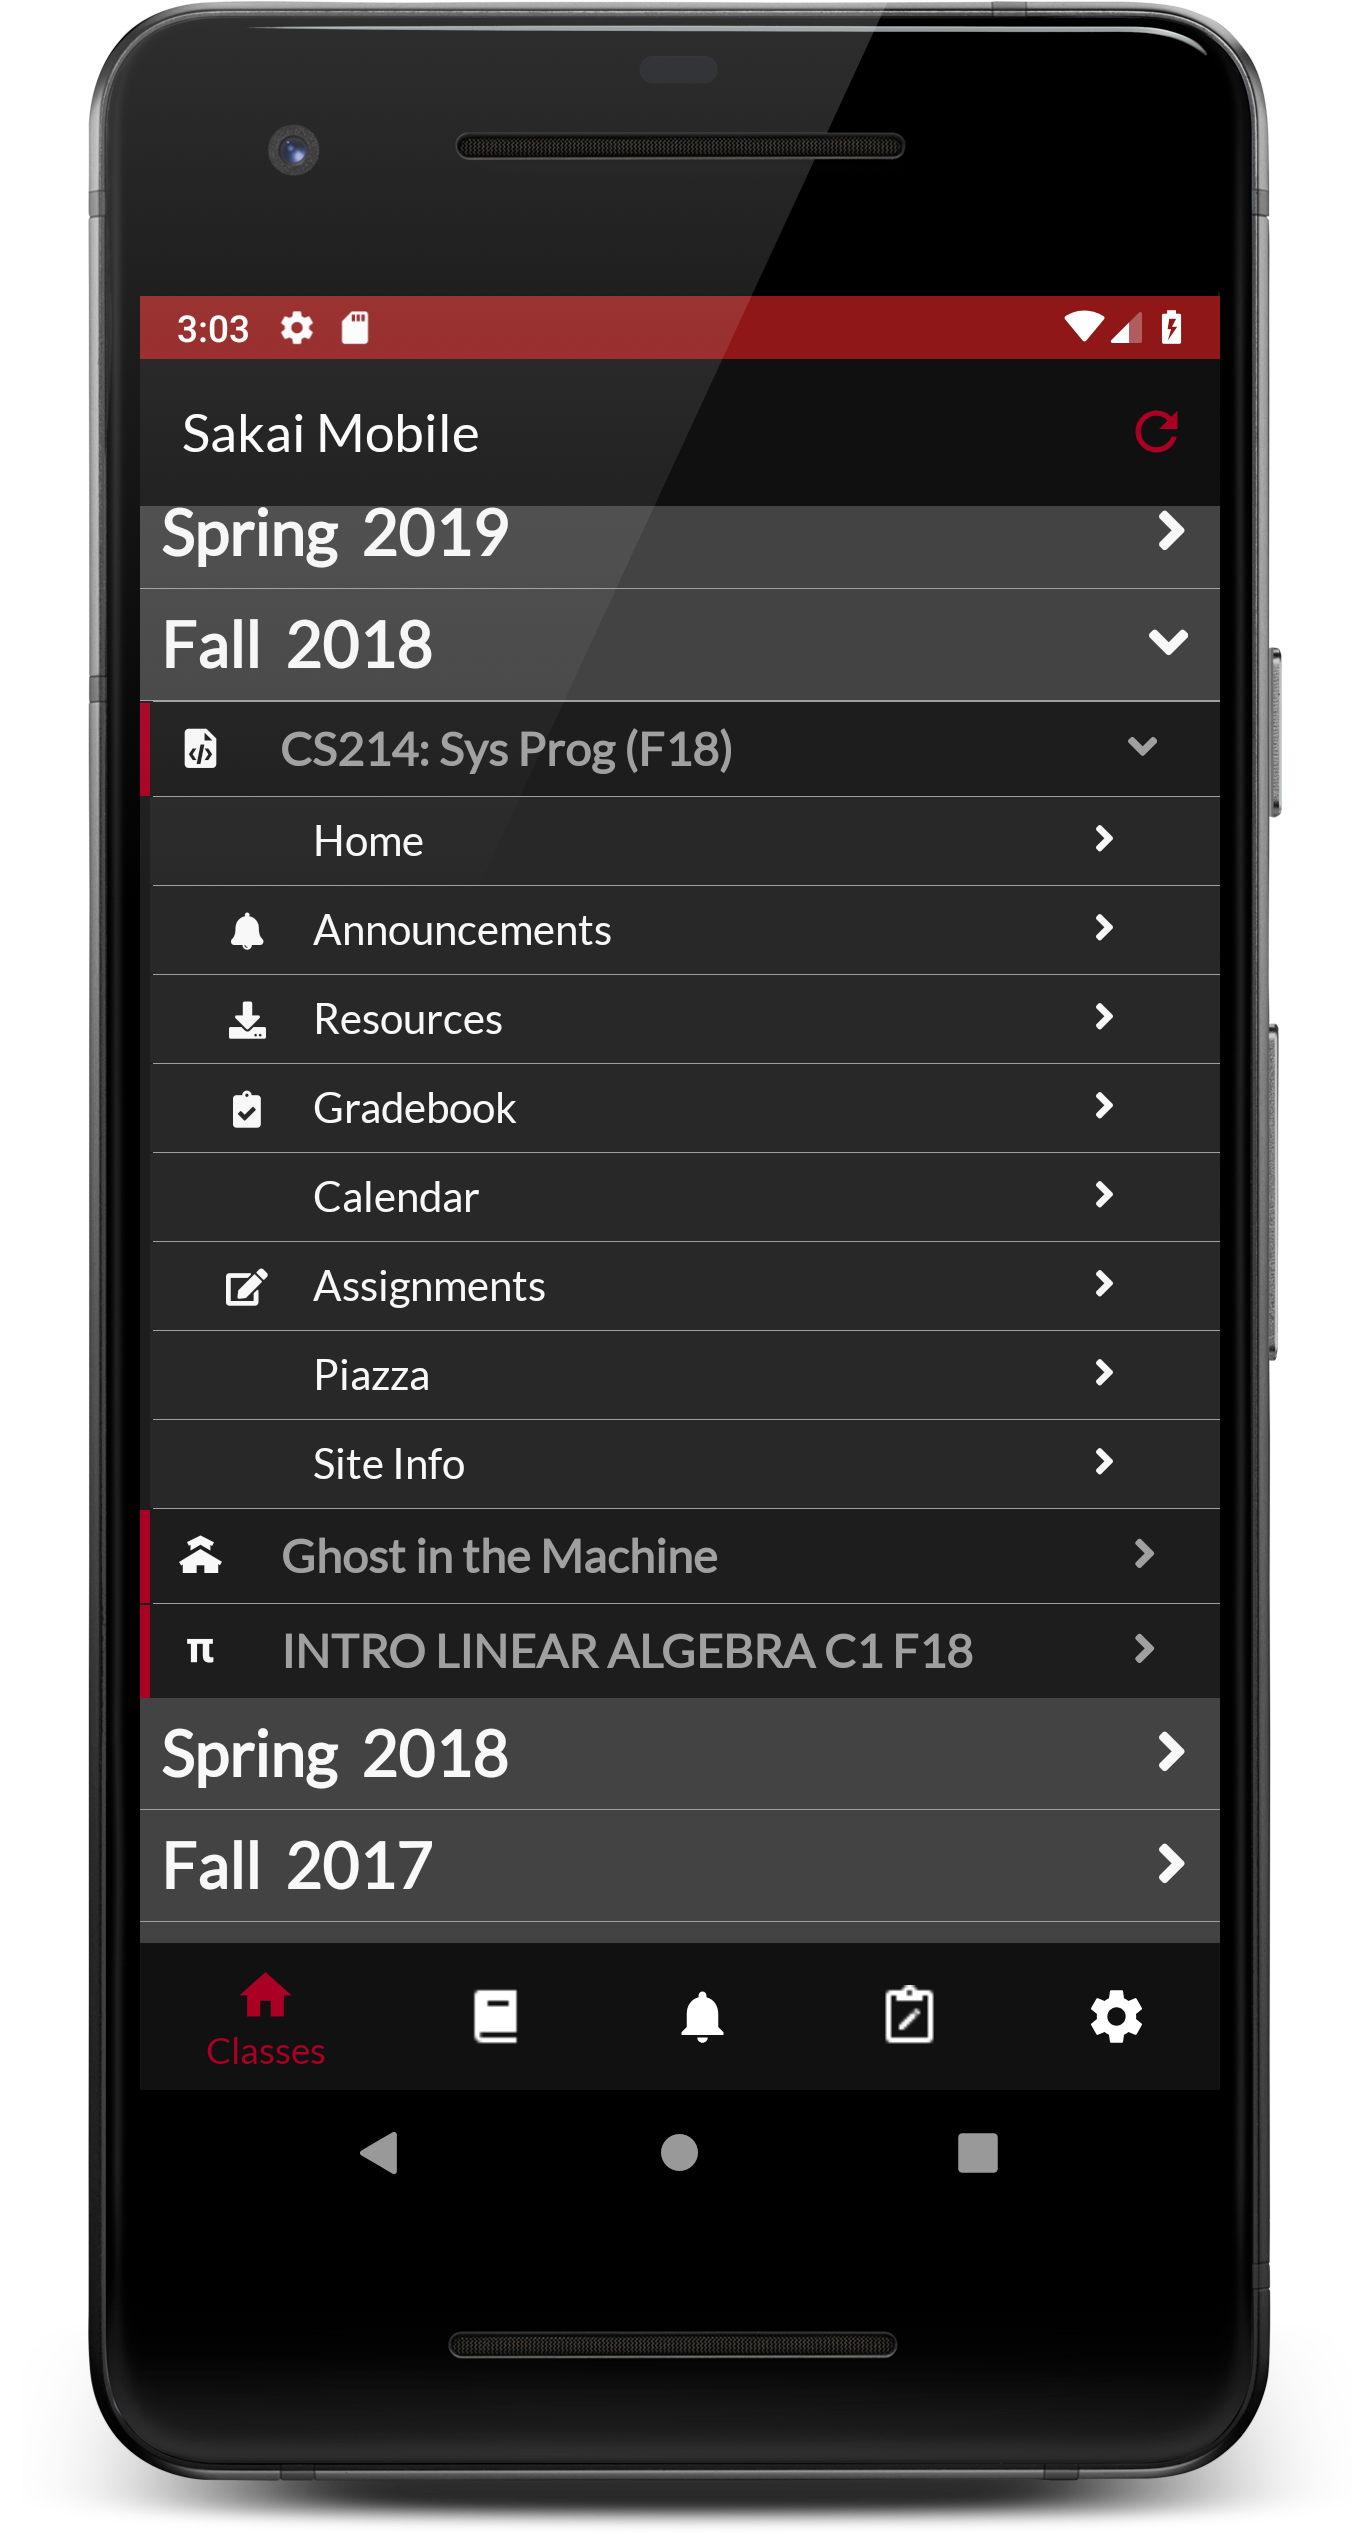 3:03
Sakai Mobile
Spring 2019
Fall 2018
CS214: Sys Prog (F18)
Home
Announcements
Resources
Gradebook
Calendar
Assignments
Piazza
Site Info
Ghost in the Machine
π INTRO LINEAR ALGEBRA C1 F18
Spring 2018
Fall 2017
Classes